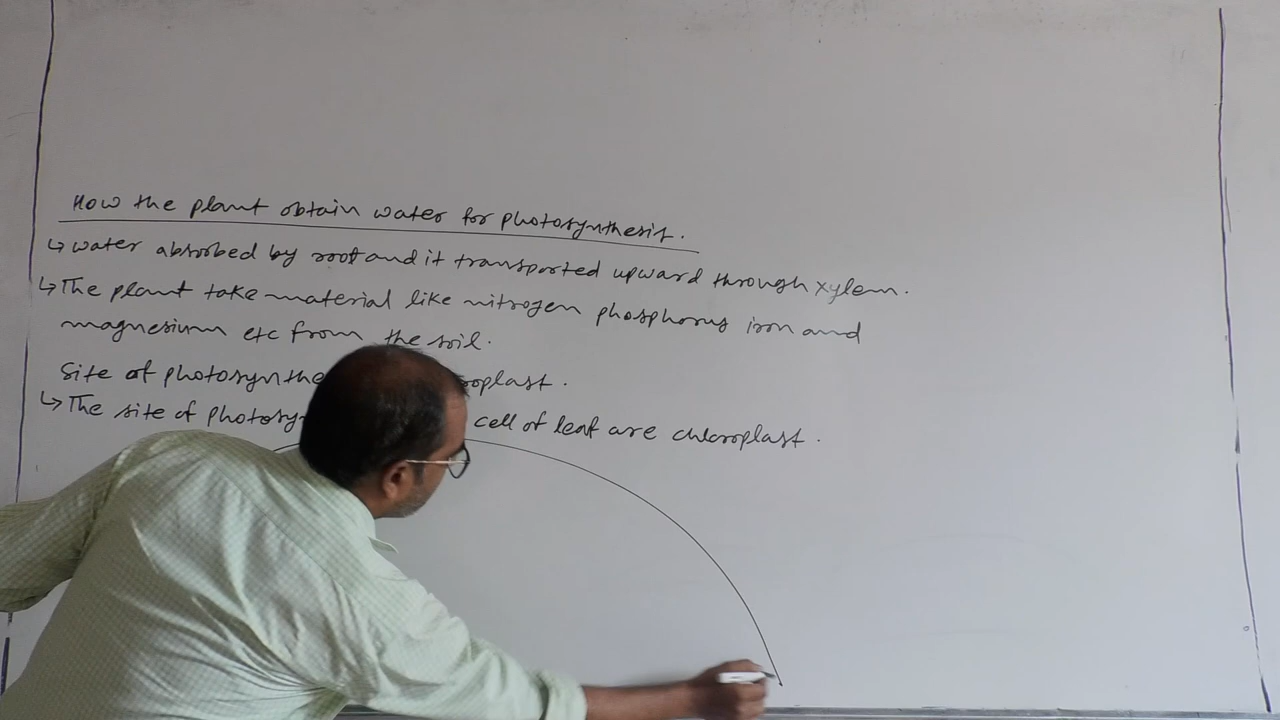 How the plant obtain water for photosynthesis.
↳ water absorbed by root and it transported upward through xylem.
↳ The plant take material like nitrogen phosphorus iron and
magnesium etc from the soil.
Site of photosynthe oplast.
↳ The site of photosy cell of leaf are chloroplast.